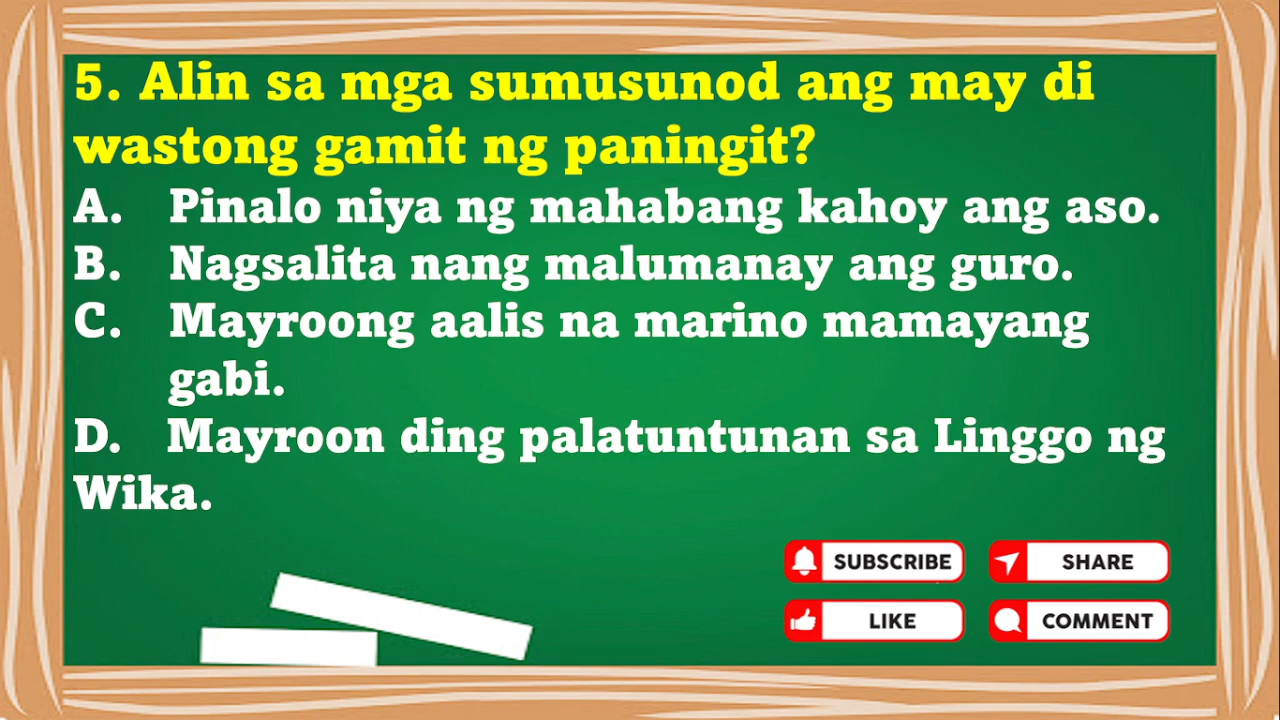 5. Alin sa mga sumusunod ang may di
wastong gamit ng paningit?
A. Pinalo niya ng mahabang kahoy ang aso.
B. Nagsalita nang malumanay ang guro.
C. Mayroong aalis na marino mamayang
gabi.
D. Mayroon ding palatuntunan sa Linggo ng
Wika.
SUBSCRIBE SHARE
LIKE COMMENT